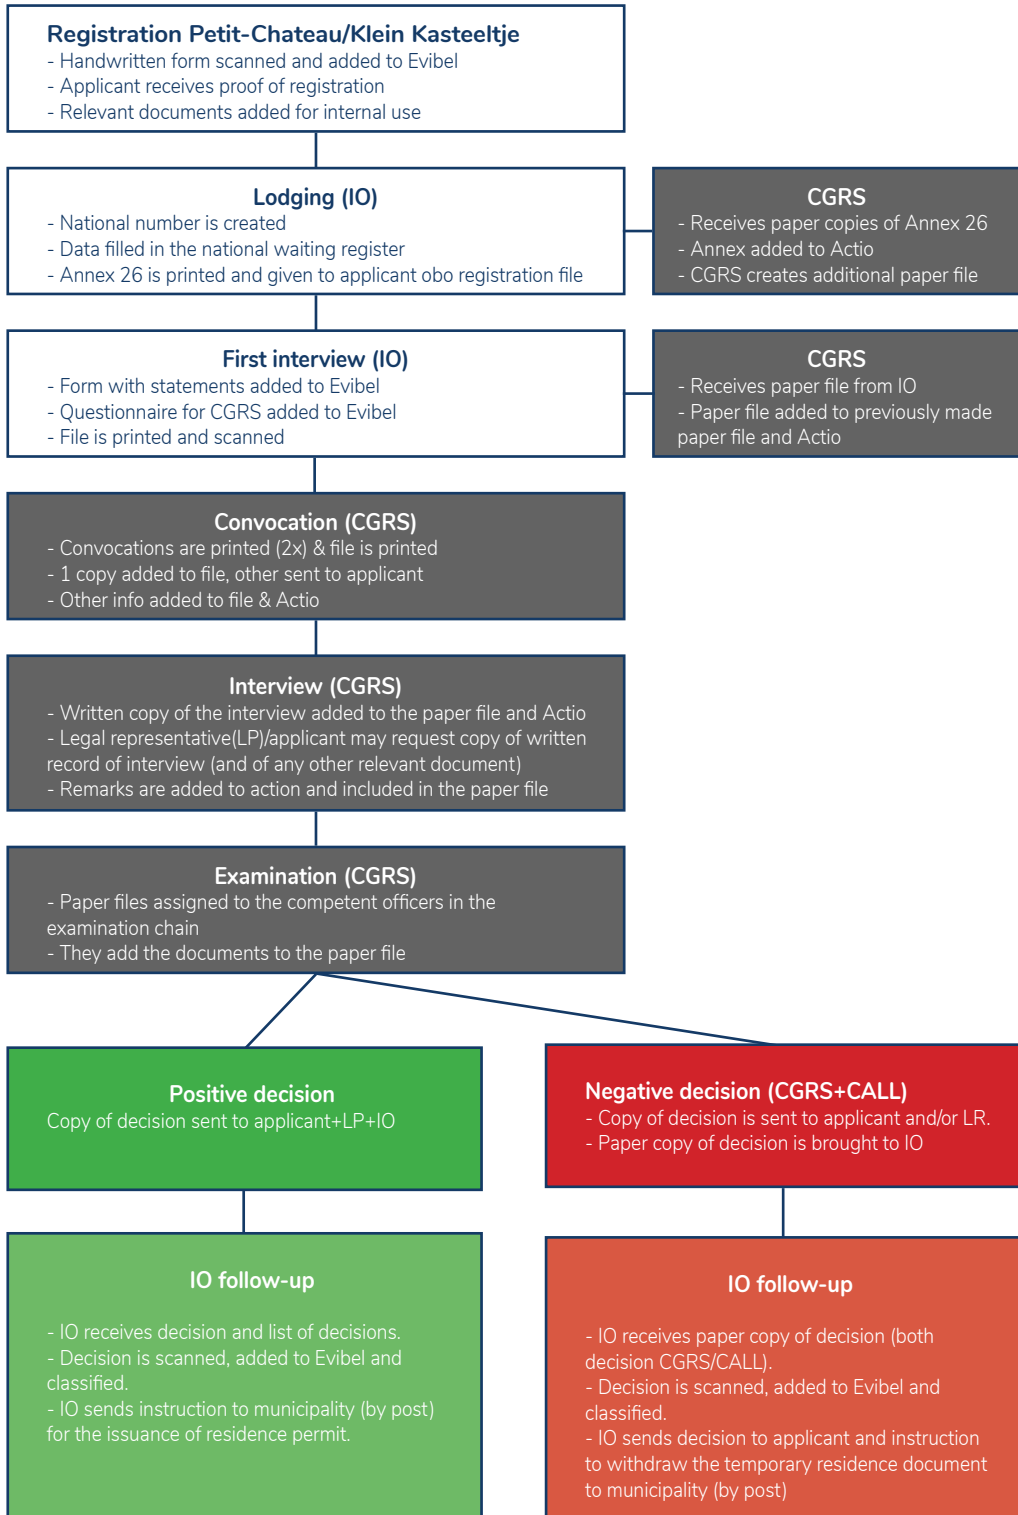 Registration Petit-Chateau/Klein Kasteeltje
- Handwritten form scanned and added to Evibel
- Applicant receives proof of registration
- Relevant documents added for internal use
Lodging (IO)
- National number is created
- Data filled in the national waiting register
- Annex 26 is printed and given to applicant obo registration file
CGRS
- Receives paper copies of Annex 26
- Annex added to Actio
- CGRS creates additional paper file
First interview (IO)
- Form with statements added to Evibel
- Questionnaire for CGRS added to Evibel
- File is printed and scanned
CGRS
- Receives paper file from IO
- Paper file added to previously made
paper file and Actio
Convocation (CGRS)
- Convocations are printed (2x) & file is printed
- 1 copy added to file, other sent to applicant
- Other info added to file & Actio
Interview (CGRS)
- Written copy of the interview added to the paper file and Actio
- Legal representative(LP)/applicant may request copy of written
record of interview (and of any other relevant document)
- Remarks are added to action and included in the paper file
Examination (CGRS)
- Paper files assigned to the competent officers in the
examination chain
- They add the documents to the paper file
Positive decision
Copy of decision sent to applicant+LP+IO
Negative decision (CGRS+CALL)
- Copy of decision is sent to applicant and/or LR.
- Paper copy of decision is brought to IO
IO follow-up
- IO receives decision and list of decisions.
- Decision is scanned, added to Evibel and
classified.
- IO sends instruction to municipality (by post)
for the issuance of residence permit.
IO follow-up
- IO receives paper copy of decision (both
decision CGRS/CALL).
- Decision is scanned, added to Evibel and
classified.
- IO sends decision to applicant and instruction
to withdraw the temporary residence document
to municipality (by post)